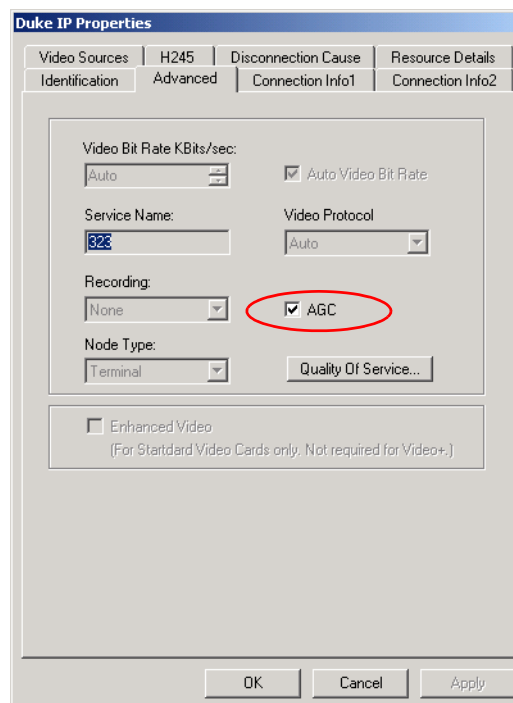 Duke IP Properties
Video Sources H245 Disconnection Cause Resource Details
Identification Advanced Connection Info1 Connection Info2
Video Bit Rate KBits/sec:
Auto Auto Video Bit Rate
Service Name: Video Protocol
323 Auto
Recording:
None AGC
Node Type:
Terminal Quality Of Service...
Enhanced Video
(For Startdard Video Cards only. Not required for Video+.)
OK Cancel Apply